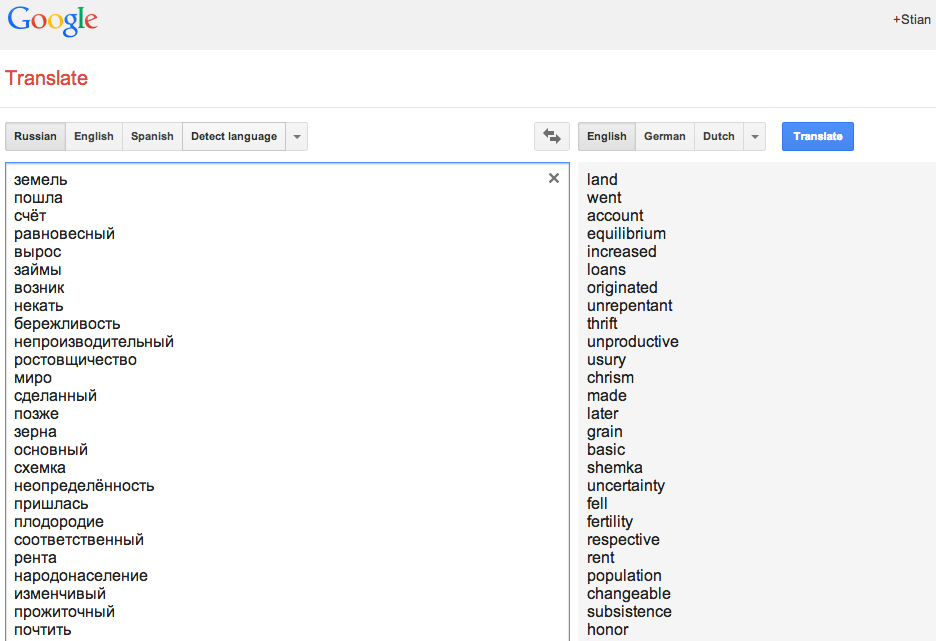 Google
+Stian
Translate
Russian English Spanish Detect language
English German Dutch Translate
земель
пошла
счёт
равновесный
вырос
займы
возник
некать
бережливость
непроизводительный
ростовщичество
миро
сделанный
позже
зерна
основный
схемка
неопределённость
пришлась
плодородие
соответственный
рента
народонаселение
изменчивый
прожиточный
почтить
land
went
account
equilibrium
increased
loans
originated
unrepentant
thrift
unproductive
usury
chrism
made
later
grain
basic
shemka
uncertainty
fell
fertility
respective
rent
population
changeable
subsistence
honor